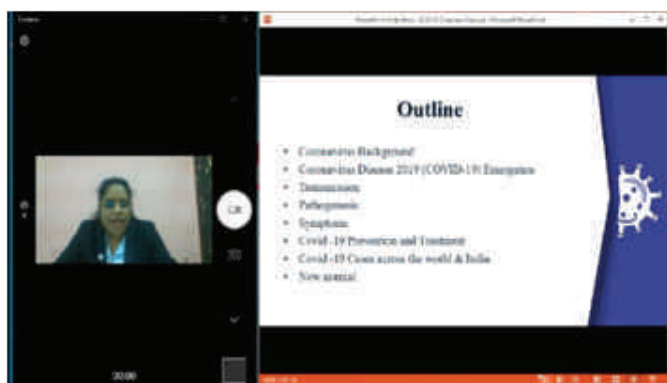 Camera
Outline
Coronavirus Background
Coronavirus Disease 2019 (COVID-19) Emergence
Transmission
Pathogenesis
Symptoms
Covid -19 Prevention and Treatment
Covid -19 Cases across the world & India
New normal